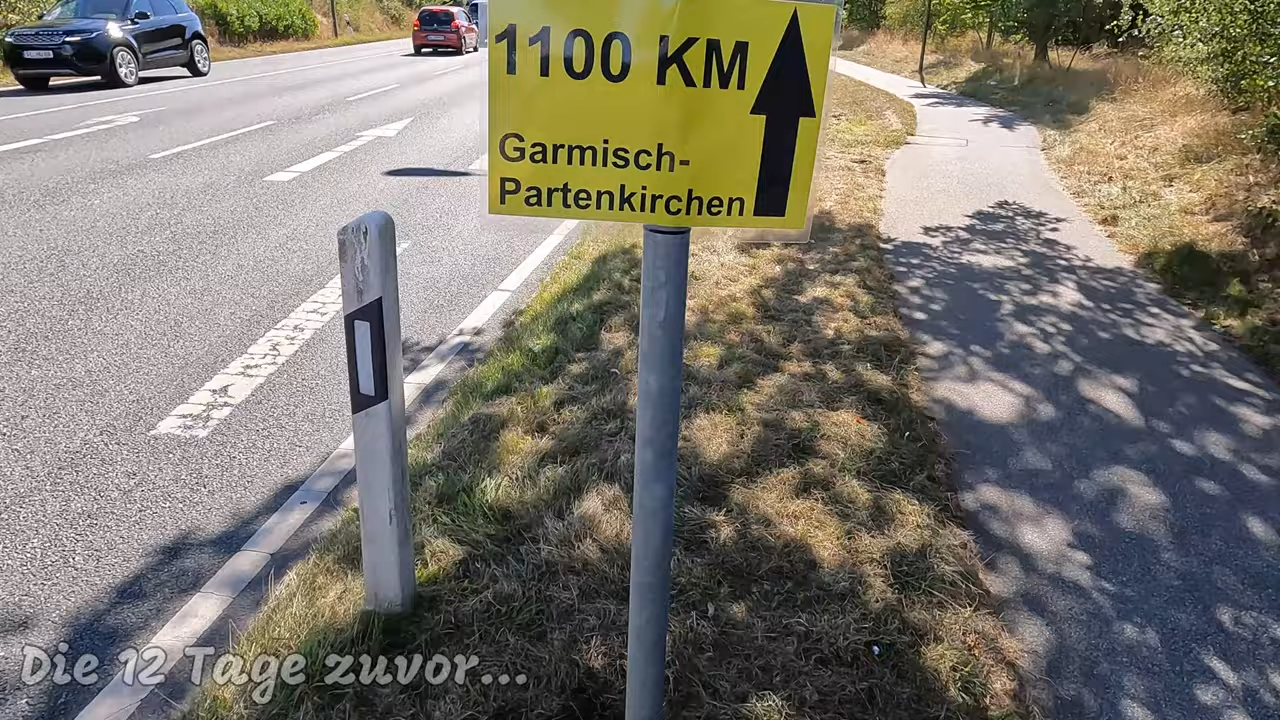 1100 KM
Garmisch-
Partenkirchen
Die 12 Tage zuvor...